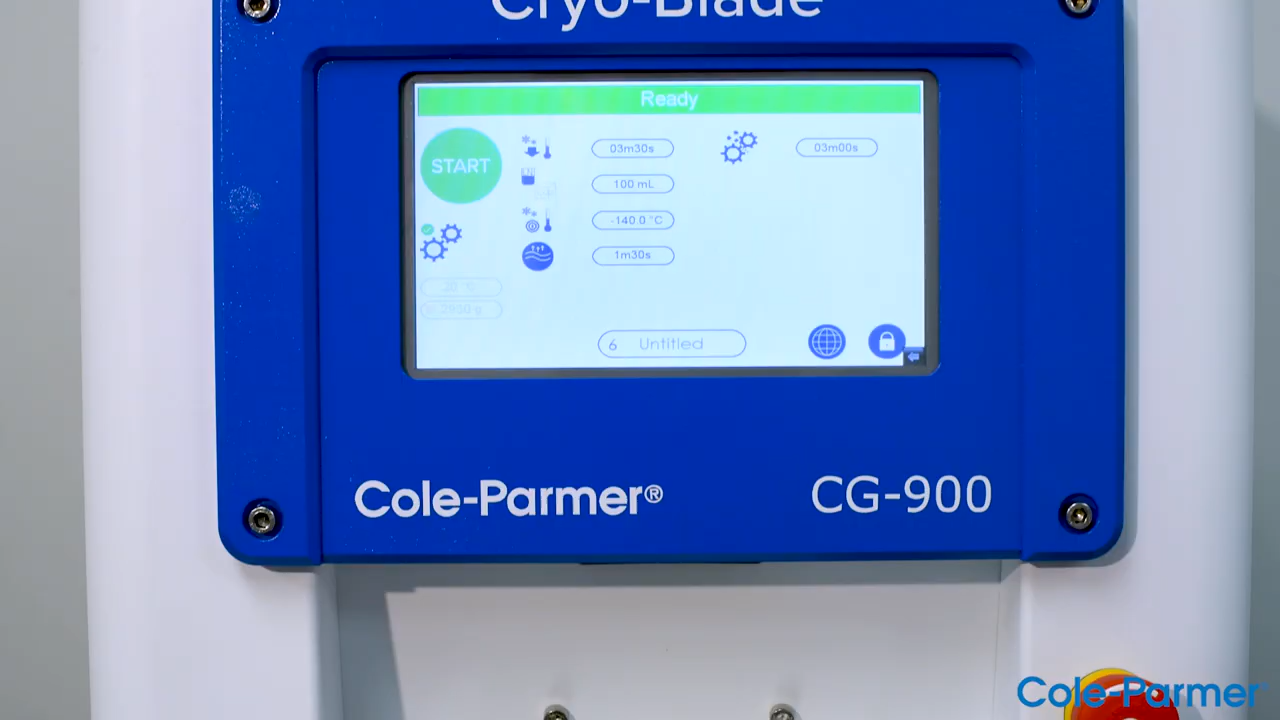 Cryo-Blade
Ready
START
03m30s
03m00s
100 mL
-140.0 °C
1m30s
6 Untitled
Cole-Parmer®
CG-900
Cole-Parmer